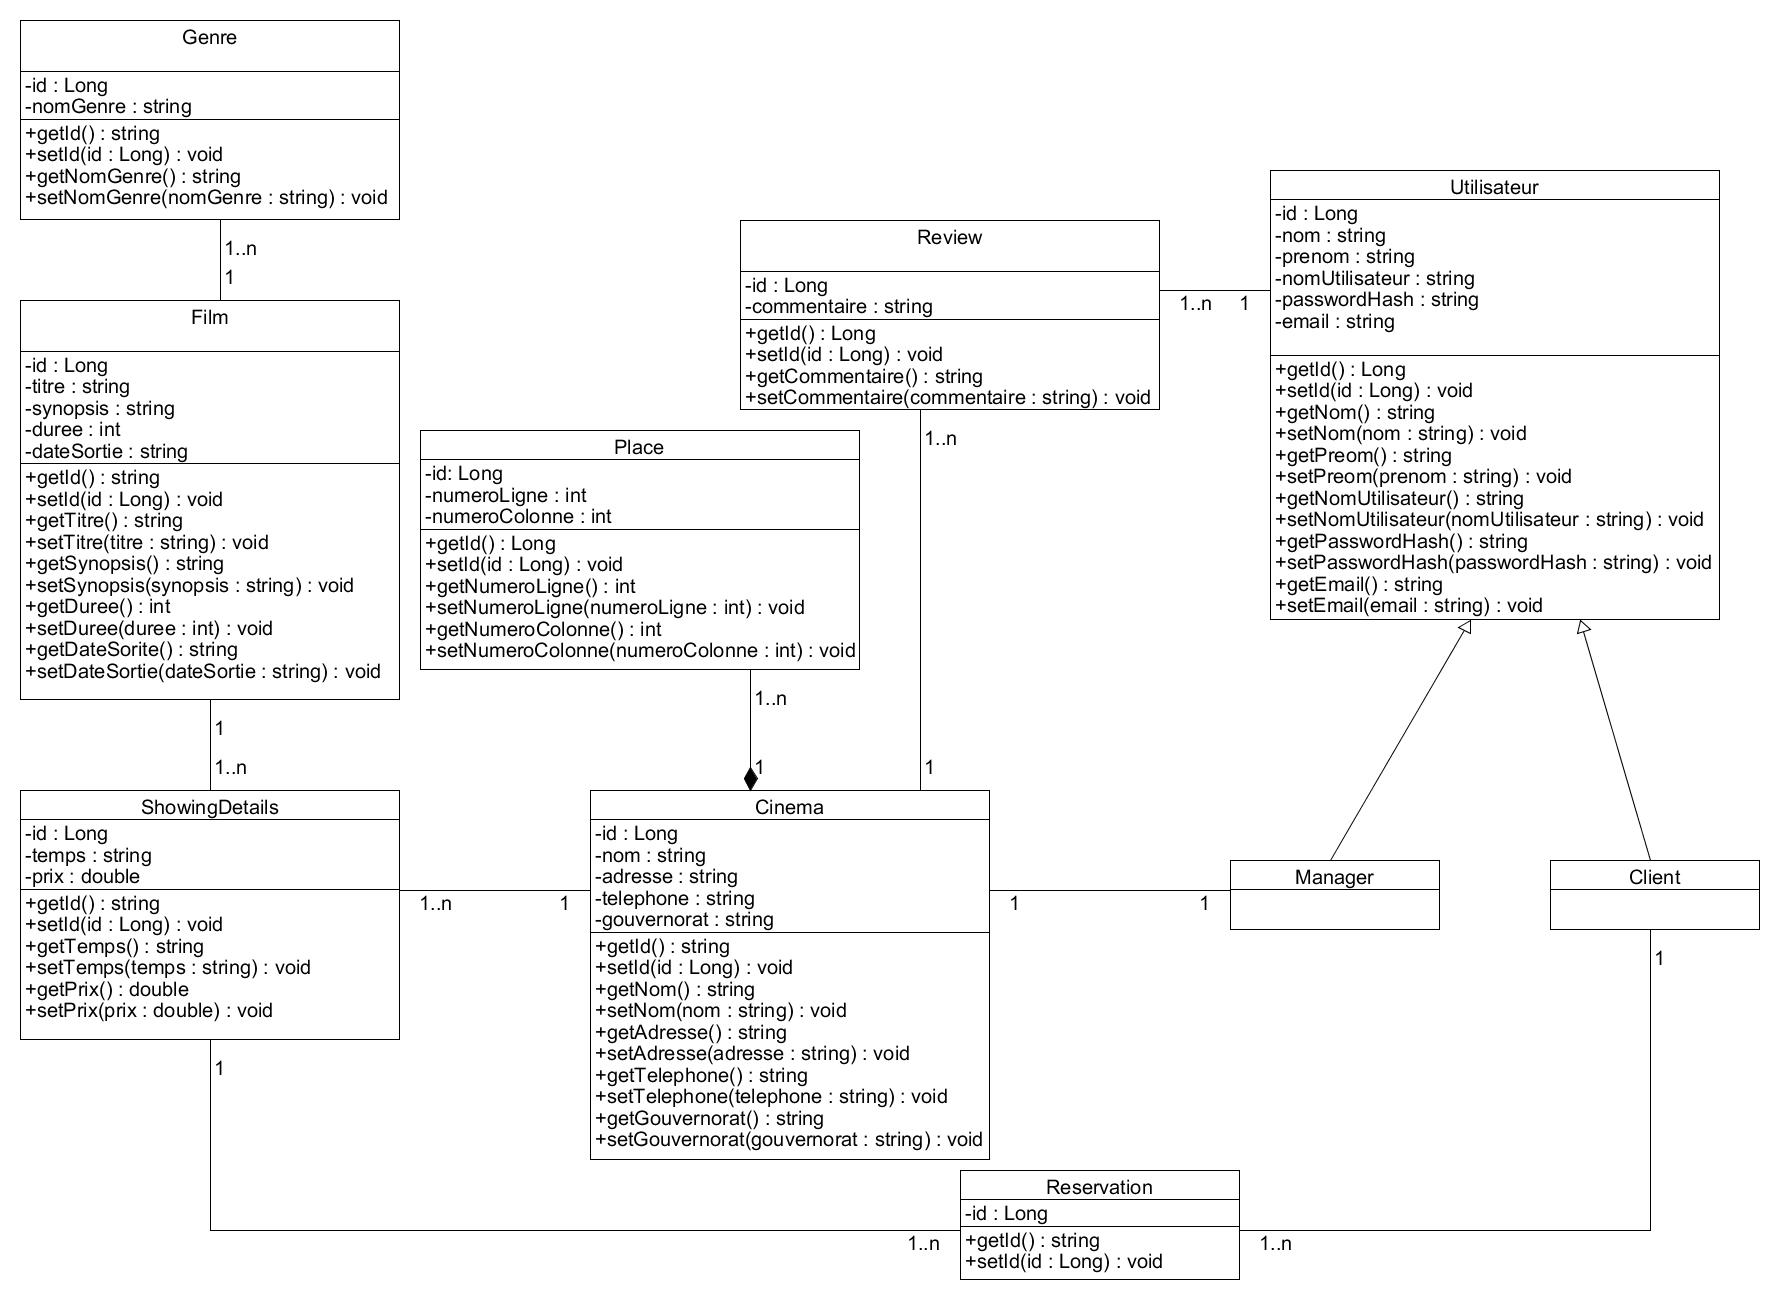 Genre
-id : Long
-nomGenre : string
+getId() : string
+setId(id : Long) : void
+getNomGenre() : string
+setNomGenre(nomGenre : string) : void
1..n
1
Film
-id : Long
-titre : string
-synopsis : string
-duree : int
-dateSortie : string
+getId() : string
+setId(id : Long) : void
+getTitre() : string
+setTitre(titre : string) : void
+getSynopsis() : string
+setSynopsis(synopsis : string) : void
+getDuree() : int
+setDuree(duree : int) : void
+getDateSorite() : string
+setDateSortie(dateSortie : string) : void
1
1..n
ShowingDetails
-id : Long
-temps : string
-prix : double
+getId() : string
+setId(id : Long) : void
+getTemps() : string
+setTemps(temps : string) : void
+getPrix() : double
+setPrix(prix : double) : void
1..n
1
1
1..n
Place
-id: Long
-numeroLigne : int
-numeroColonne : int
+getId() : Long
+setId(id : Long) : void
+getNumeroLigne() : int
+setNumeroLigne(numeroLigne : int) : void
+getNumeroColonne() : int
+setNumeroColonne(numeroColonne : int) : void
1..n
1
Review
-id : Long
-commentaire : string
+getId() : Long
+setId(id : Long) : void
+getCommentaire() : string
+setCommentaire(commentaire : string) : void
1..n
1
1..n
1
Cinema
-id : Long
-nom : string
-adresse : string
-telephone : string
-gouvernorat : string
+getId() : string
+setId(id : Long) : void
+getNom() : string
+setNom(nom : string) : void
+getAdresse() : string
+setAdresse(adresse : string) : void
+getTelephone() : string
+setTelephone(telephone : string) : void
+getGouvernorat() : string
+setGouvernorat(gouvernorat : string) : void
1
1
Utilisateur
-id : Long
-nom : string
-prenom : string
-nomUtilisateur : string
-passwordHash : string
-email : string
+getId() : Long
+setId(id : Long) : void
+getNom() : string
+setNom(nom : string) : void
+getPreom() : string
+setPreom(prenom : string) : void
+getNomUtilisateur() : string
+setNomUtilisateur(nomUtilisateur : string) : void
+getPasswordHash() : string
+setPasswordHash(passwordHash : string) : void
+getEmail() : string
+setEmail(email : string) : void
Manager
Client
1
1..n
Reservation
-id : Long
+getId() : string
+setId(id : Long) : void